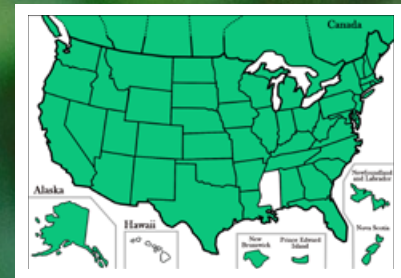 Canada
Alaska
Hawaii
New
Brunswick
Prince Edward
Island
Newfoundland
and Labrador
Nova Scotia